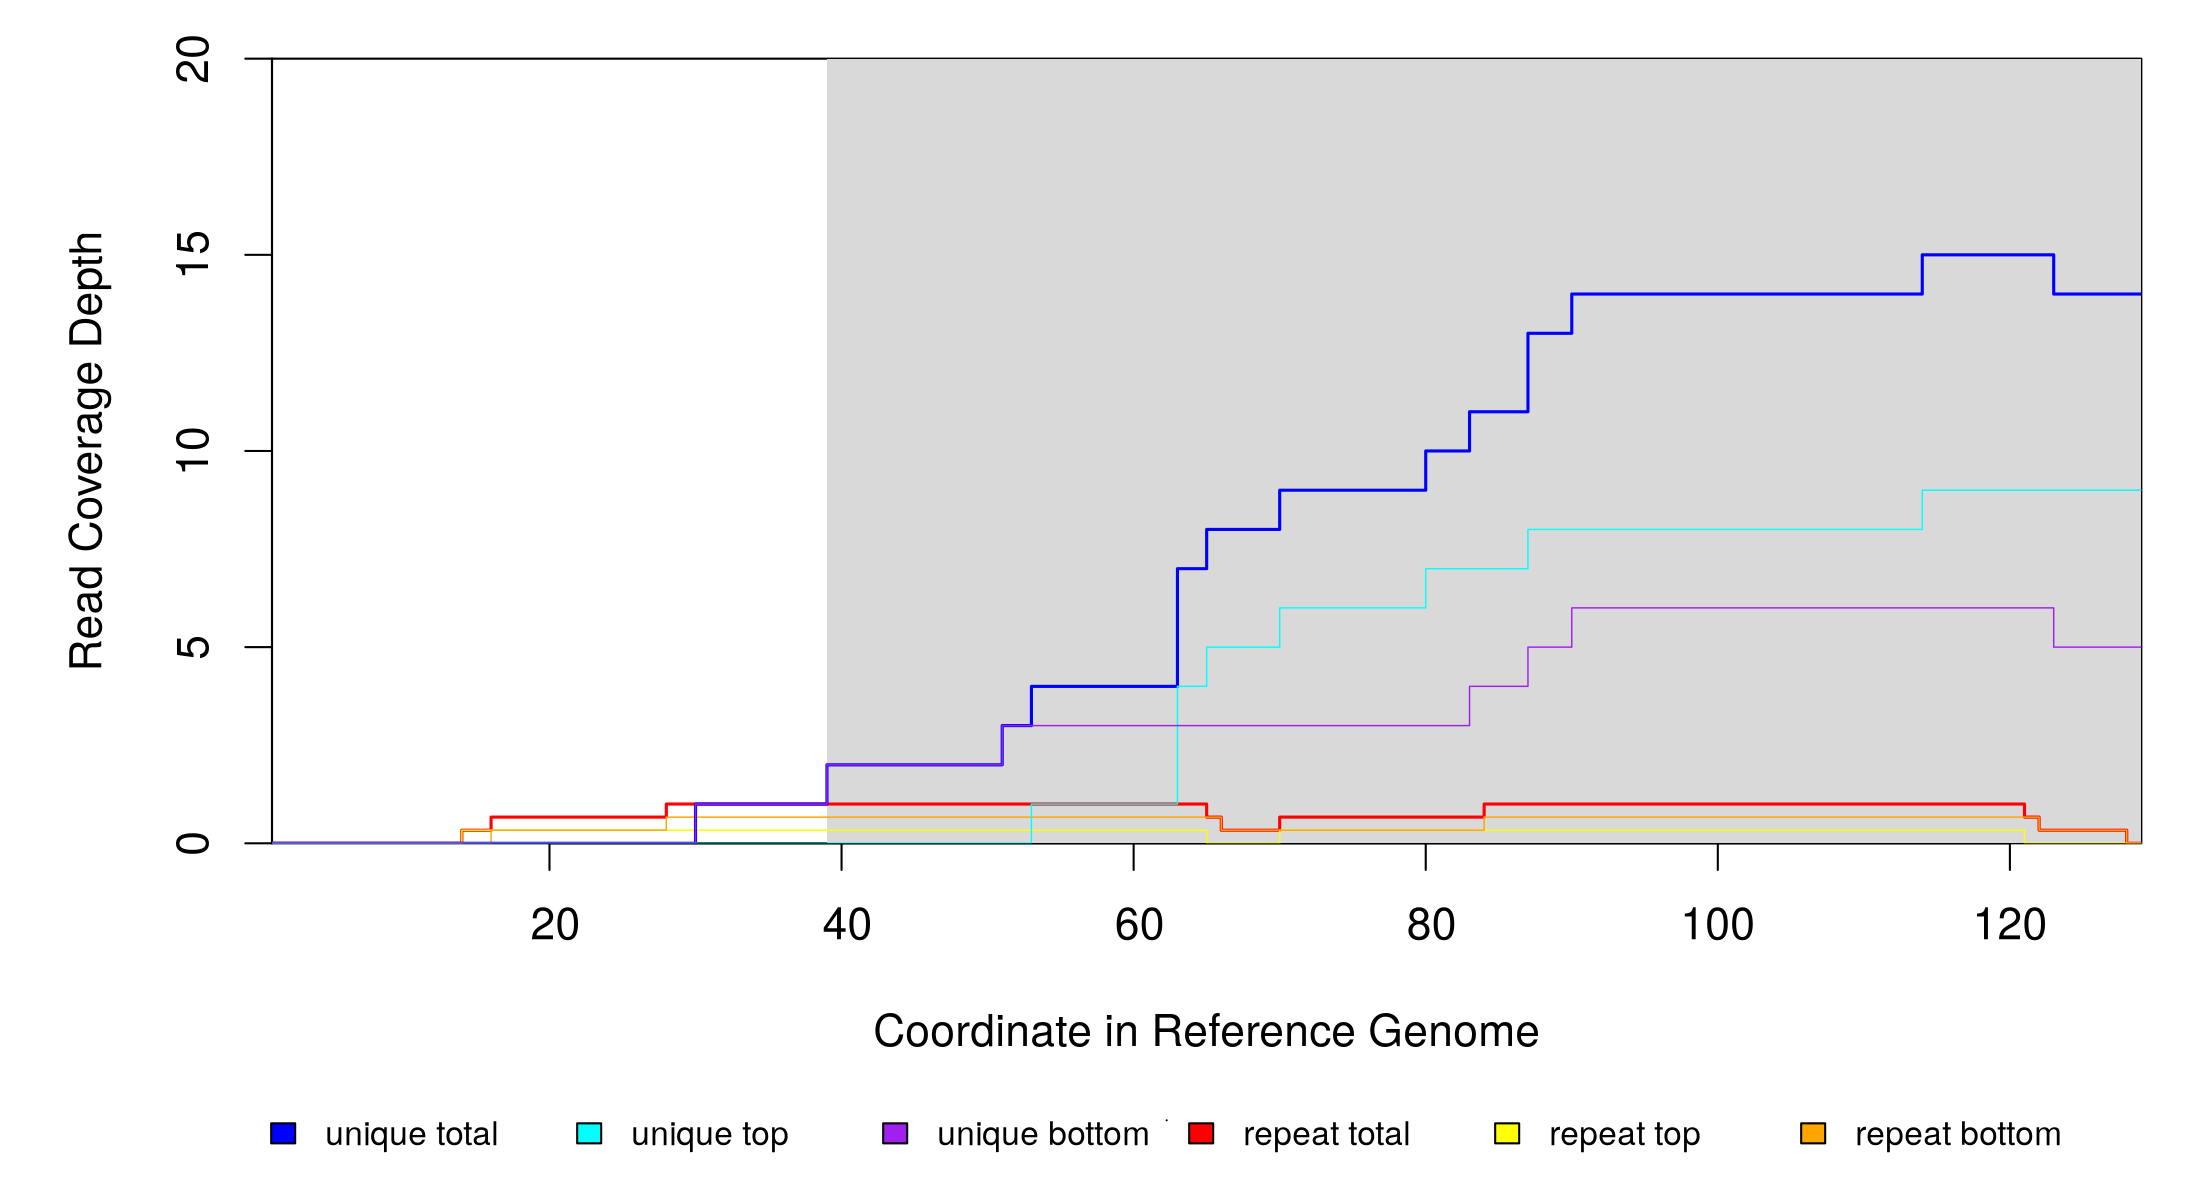 20
15
10
5
0
Read Coverage Depth
20 40 60 80 100 120
Coordinate in Reference Genome
unique total unique top unique bottom repeat total repeat top repeat bottom